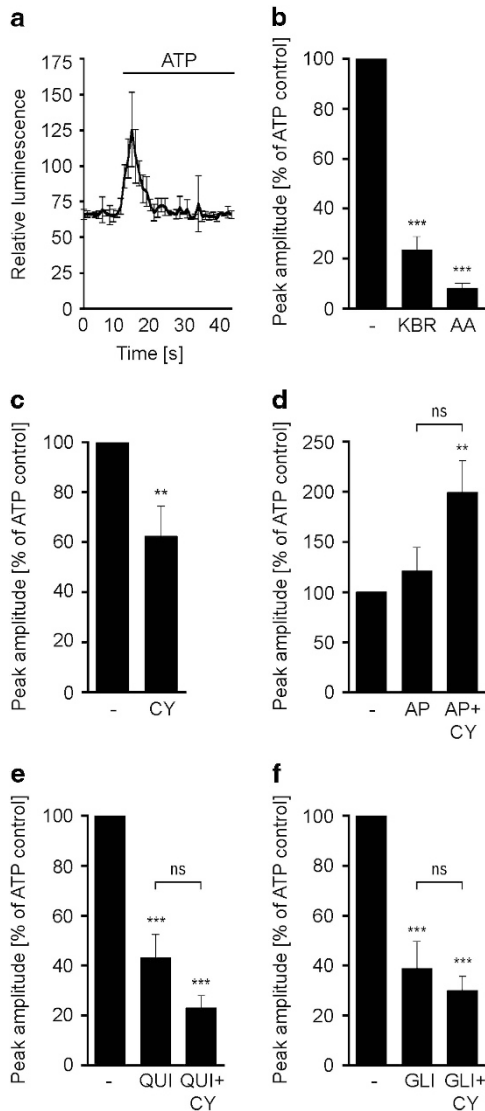 a
ATP
Relative luminescence
175
150
125
100
75
50
25
0
0 10 20 30 40
Time [s]
b
Peak amplitude [% of ATP control]
100
80
60
40
20
0
***
***
- KBR AA
c
Peak amplitude [% of ATP control]
100
80
60
40
20
0
**
- CY
d
Peak amplitude [% of ATP control]
250
200
150
100
50
0
ns
**
- AP AP+
CY
e
Peak amplitude [% of ATP control]
100
80
60
40
20
0
ns
***
***
- QUI QUI+
CY
f
Peak amplitude [% of ATP control]
100
80
60
40
20
0
ns
***
***
- GLI GLI+
CY